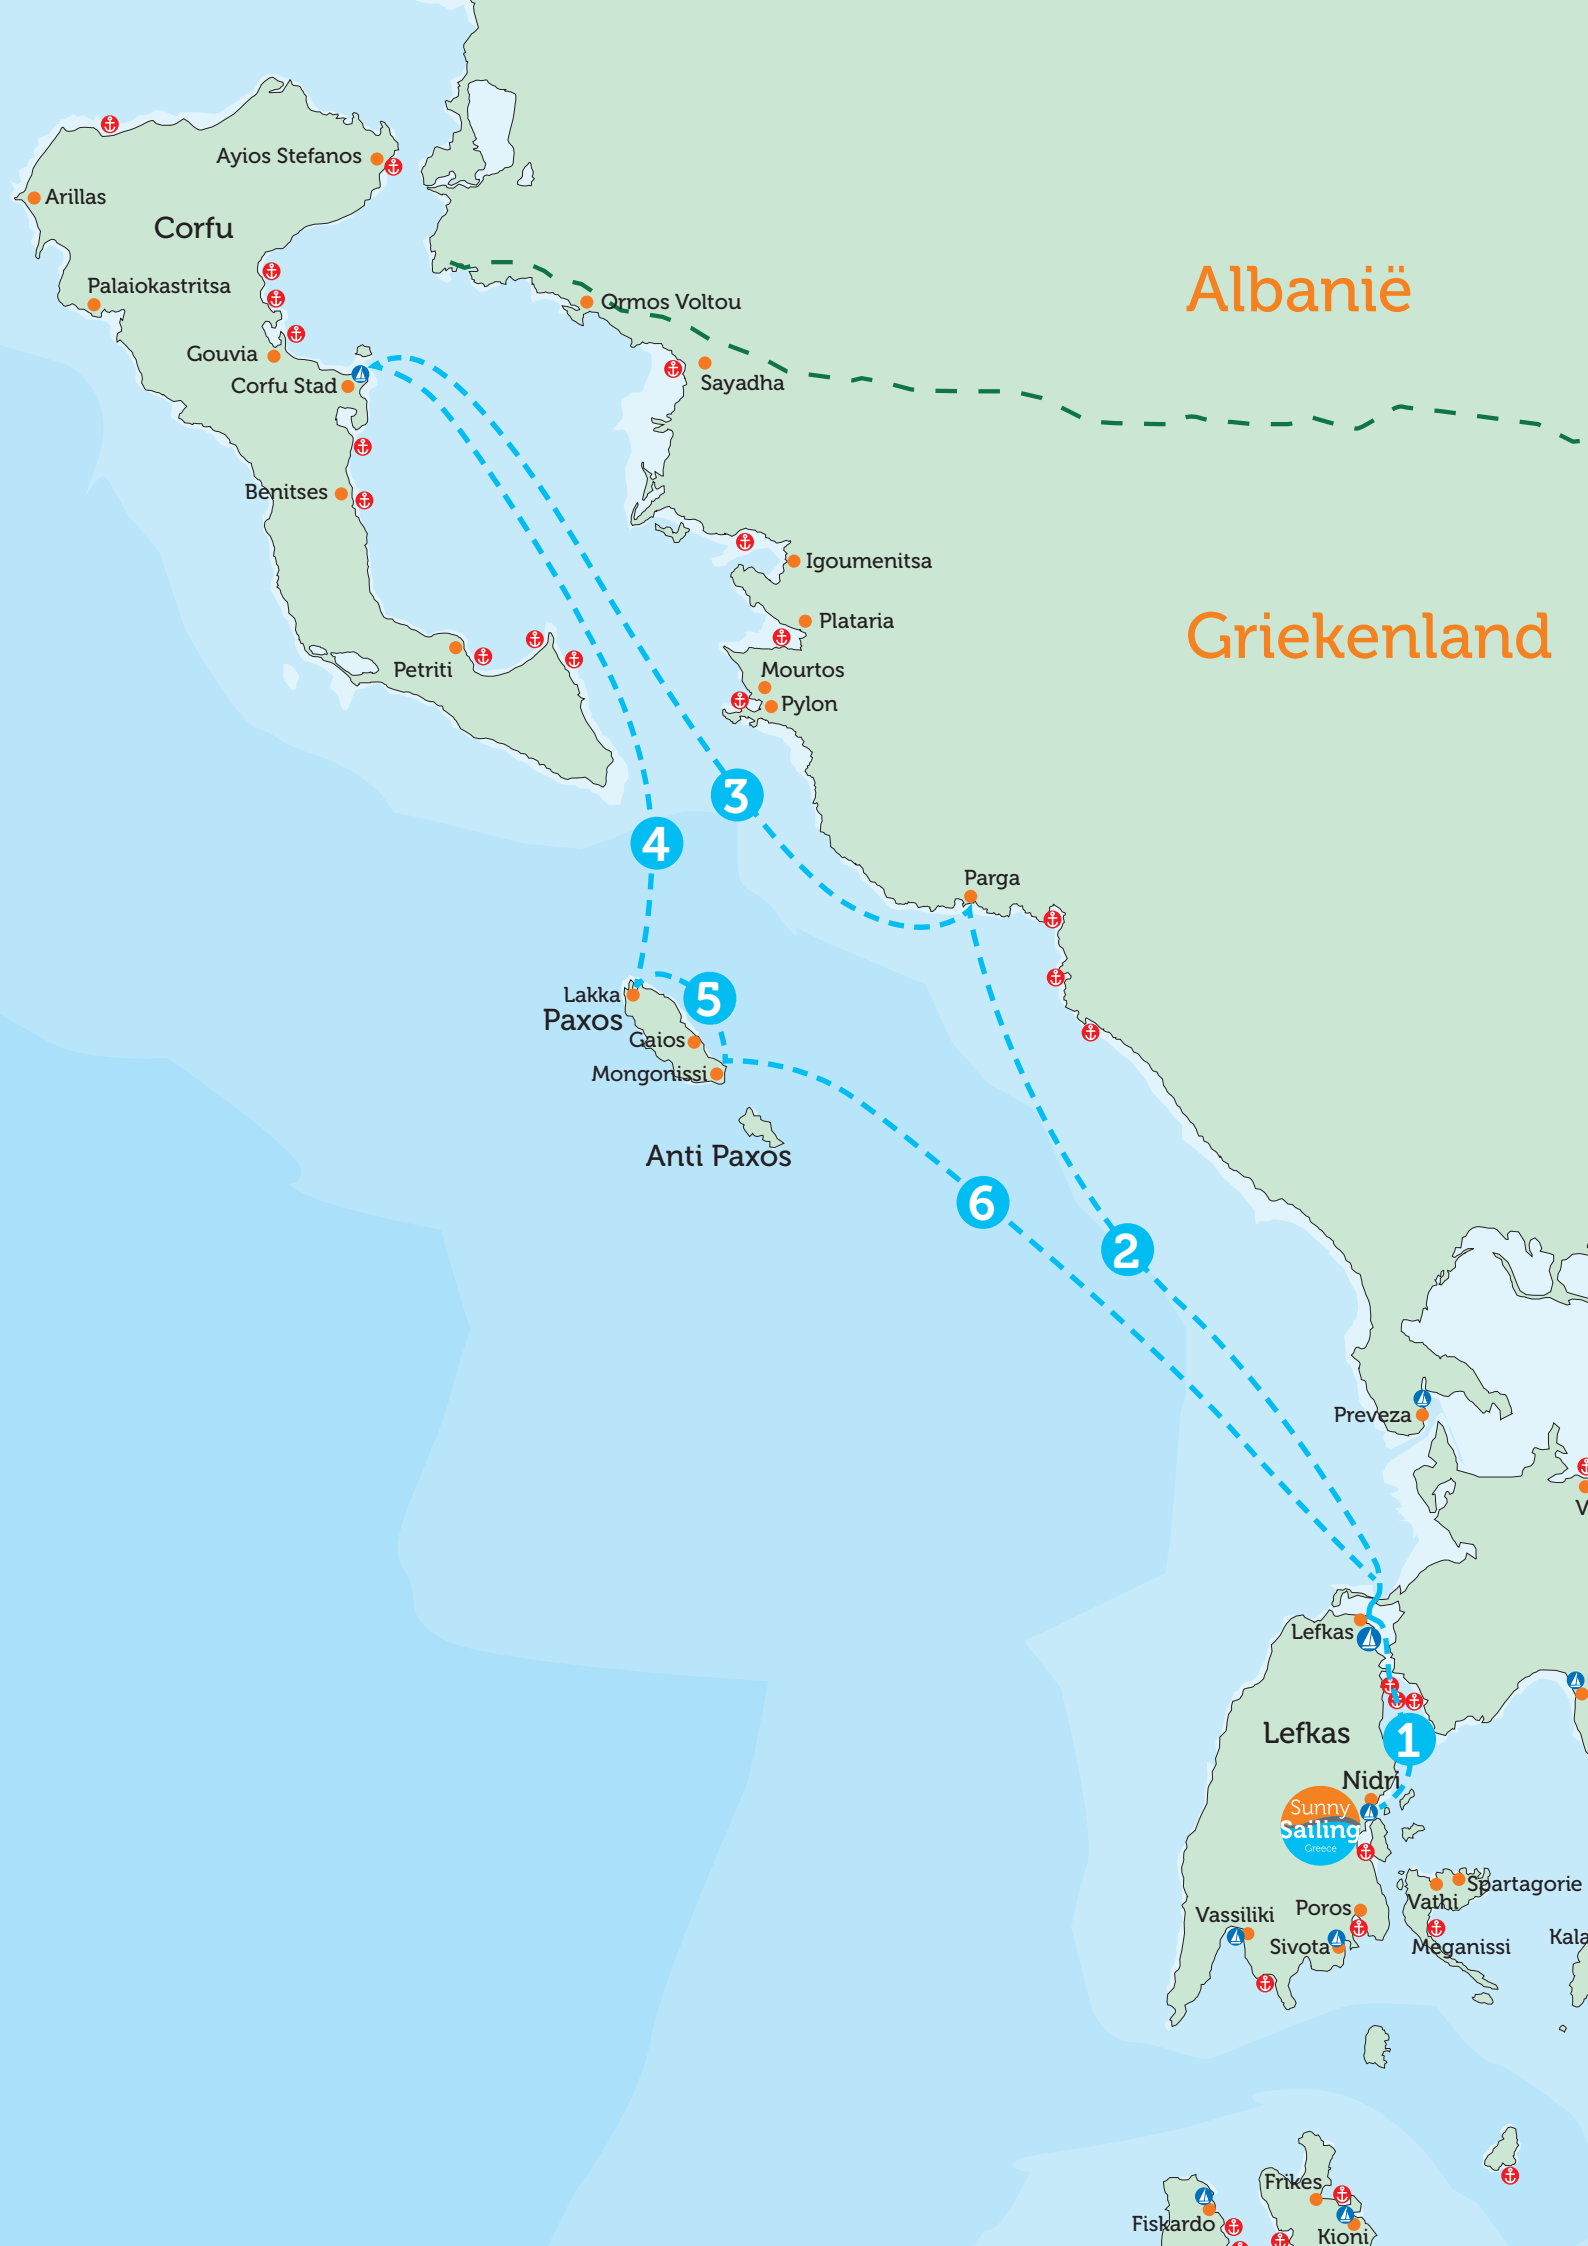 Ayios Stefanos
Arillas
Corfu
Albanië
Palaiokastritsa
Ormos Voltou
Gouvia
Corfu Stad
Sayadha
Benitses
Igoumenitsa
Plataria
Griekenland
Petriti
Mourtos
Pylon
3
4
Parga
Lakka
5
Paxos
Gaios
Mongonissi
Anti Paxos
6
2
Preveza
V
Lefkas
Lefkas
1
Nidri
Sunny
Sailing
Greece
Spartagorie
Vathi
Poros
Vassiliki
Sivota
Meganissi
Kala
Frikes
Fiskardo
Kioni